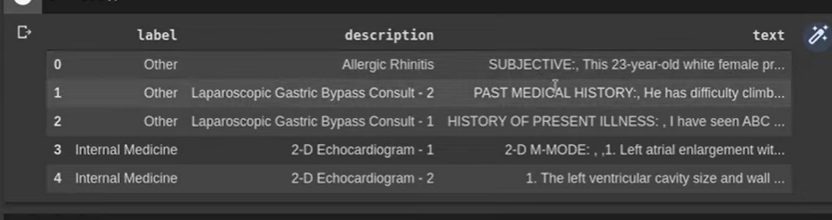 label description text
0 Other Allergic Rhinitis SUBJECTIVE:, This 23-year-old white female pr...
1 Other Laparoscopic Gastric Bypass Consult - 2 PAST MEDICAL HISTORY:, He has difficulty climb...
2 Other Laparoscopic Gastric Bypass Consult - 1 HISTORY OF PRESENT ILLNESS: , I have seen ABC ...
3 Internal Medicine 2-D Echocardiogram - 1 2-D M-MODE: , ,1. Left atrial enlargement wit...
4 Internal Medicine 2-D Echocardiogram - 2 1. The left ventricular cavity size and wall ...